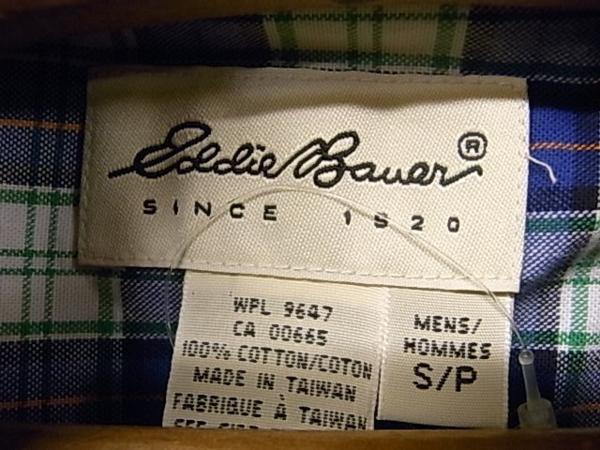 Eddie Bauer®
SINCE 1920
WPL 9647
CA 00665
100% COTTON/COTON
MADE IN TAIWAN
FABRIQUE À TAIWAN
MENS/
HOMMES
S/P